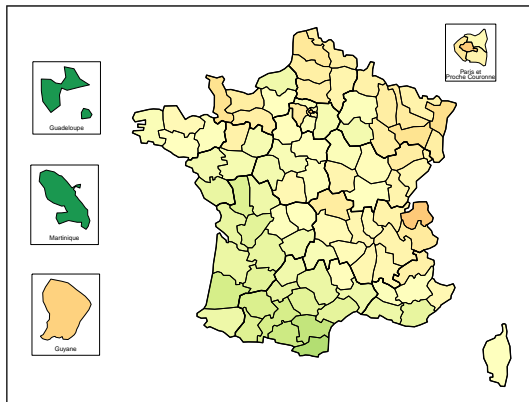 Paris et
Proche Couronne
Guadeloupe
Martinique
Guyane